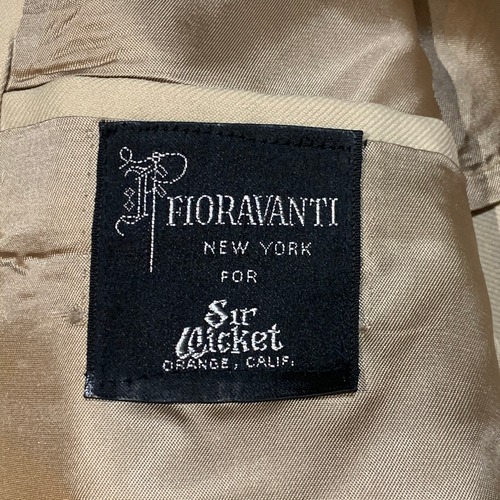 FIORAVANTI
NEW YORK
FOR
Sir
Wicket
ORANGE, CALIF.